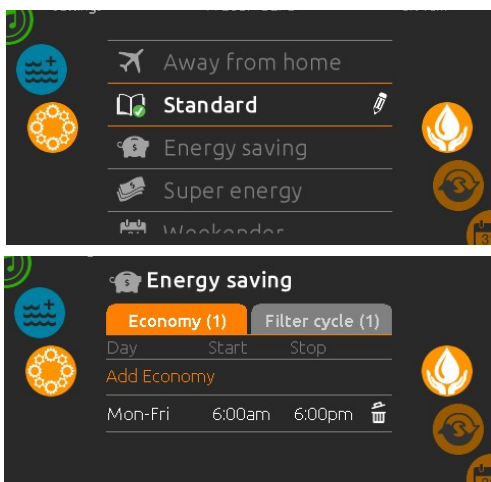 Away from home
Standard
Energy saving
Super energy
Weekender
Energy saving
Economy (1) Filter cycle (1)
Day Start Stop
Add Economy
Mon-Fri 6:00am 6:00pm